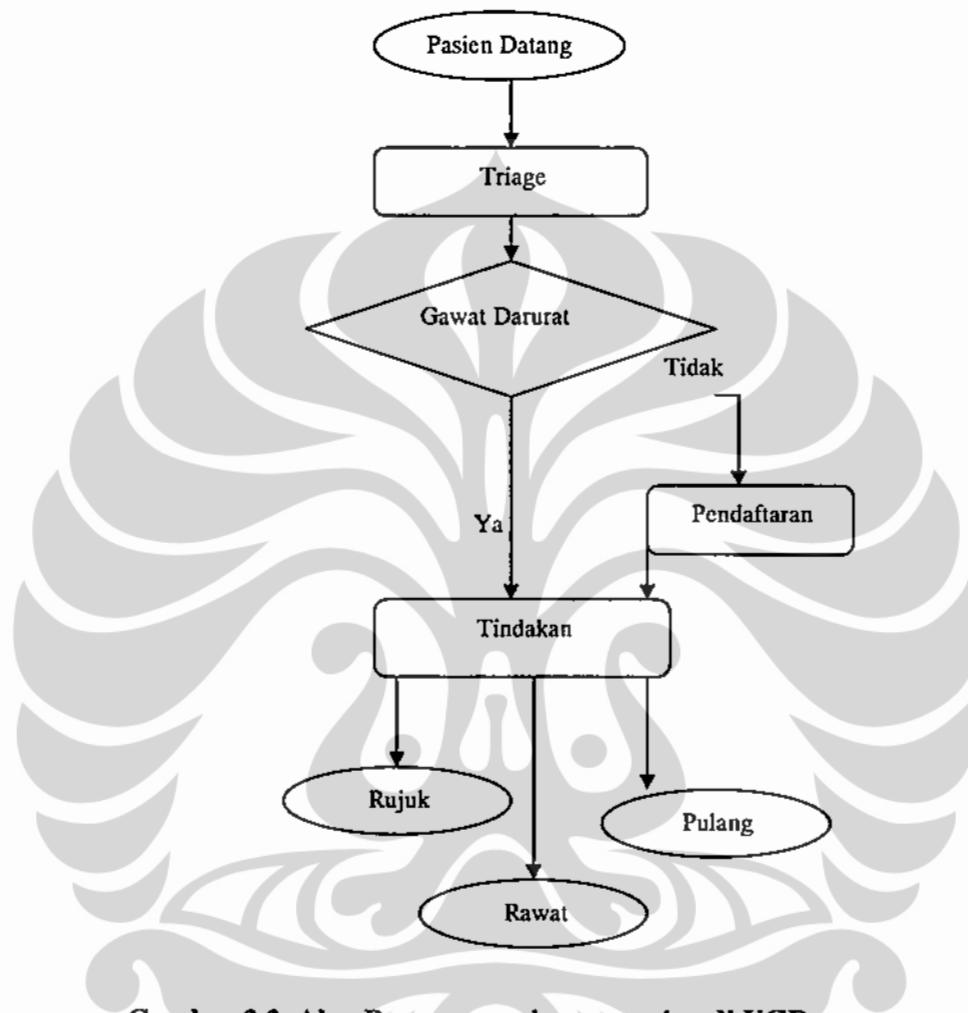 Pasien Datang
Triage
Gawat Darurat
Tidak
Pendaftaran
Ya
Tindakan
Rujuk
Pulang
Rawat